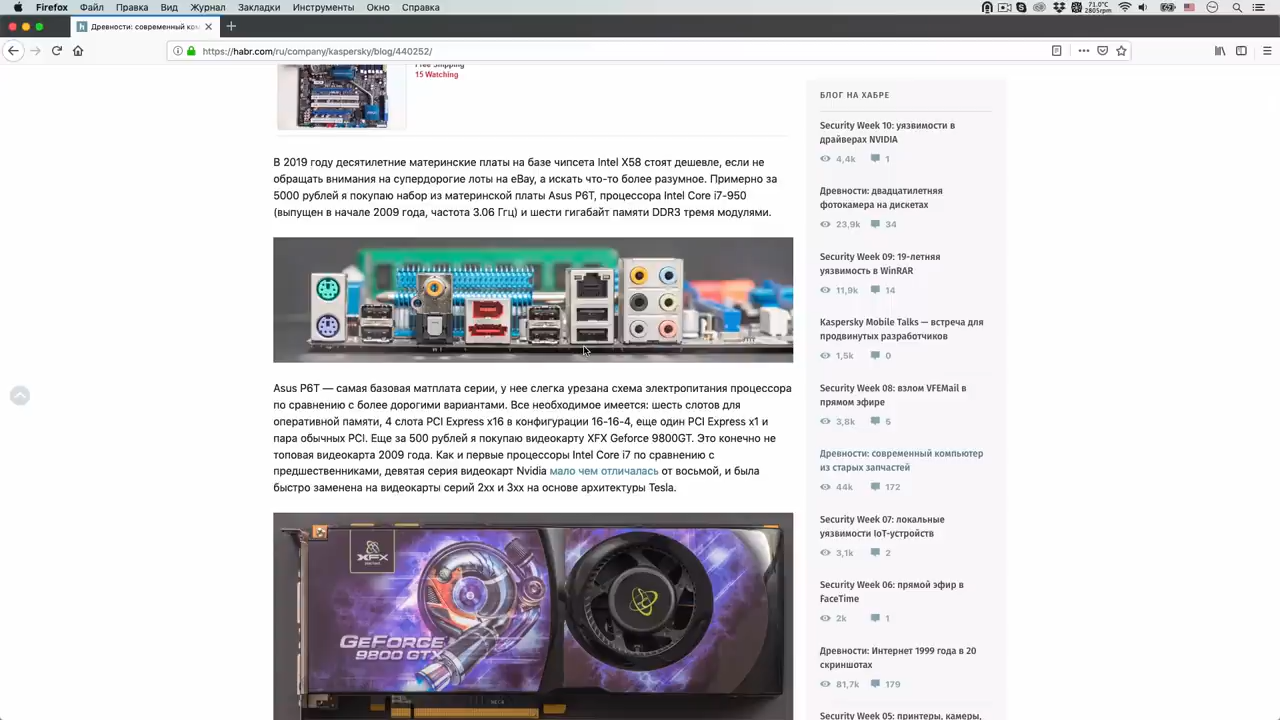 Firefox Файл Правка Вид Журнал Закладки Инструменты Окно Справка
71.0°C
2805rpm
Древности: современный ком
https://habr.com/ru/company/kaspersky/blog/440252/
Free Shipping
15 Watching
В 2019 году десятилетние материнские платы на базе чипсета Intel X58 стоят дешевле, если не
обращать внимания на супердорогие лоты на eBay, а искать что-то более разумное. Примерно за
5000 рублей я покупаю набор из материнской платы Asus P6T, процессора Intel Core i7-950
(выпущен в начале 2009 года, частота 3.06 Ггц) и шести гигабайт памяти DDR3 тремя модулями.
Asus P6T — самая базовая матплата серии, у нее слегка урезана схема электропитания процессора
по сравнению с более дорогими вариантами. Все необходимое имеется: шесть слотов для
оперативной памяти, 4 слота PCI Express x16 в конфигурации 16-16-4, еще один PCI Express x1 и
пара обычных PCI. Еще за 500 рублей я покупаю видеокарту XFX Geforce 9800GT. Это конечно не
топовая видеокарта 2009 года. Как и первые процессоры Intel Core i7 по сравнению с
предшественниками, девятая серия видеокарт Nvidia мало чем отличалась от восьмой, и была
быстро заменена на видеокарты серий 2xx и 3xx на основе архитектуры Tesla.
XFX
GEFORCE
9800 GTX
БЛОГ НА ХАБРЕ
Security Week 10: уязвимости в
драйверах NVIDIA
4,4k 1
Древности: двадцатилетняя
фотокамера на дискетах
23,9k 34
Security Week 09: 19-летняя
уязвимость в WinRAR
11,9k 14
Kaspersky Mobile Talks — встреча для
продвинутых разработчиков
1,5k 0
Security Week 08: взлом VFEMail в
прямом эфире
3,8k 6
Древности: современный компьютер
из старых запчастей
44k 172
Security Week 07: локальные
уязвимости IoT-устройств
3,1k 2
Security Week 06: прямой эфир в
FaceTime
2k 1
Древности: Интернет 1999 года в 20
скриншотах
81,7k 179
Security Week 05: принтеры, камеры,